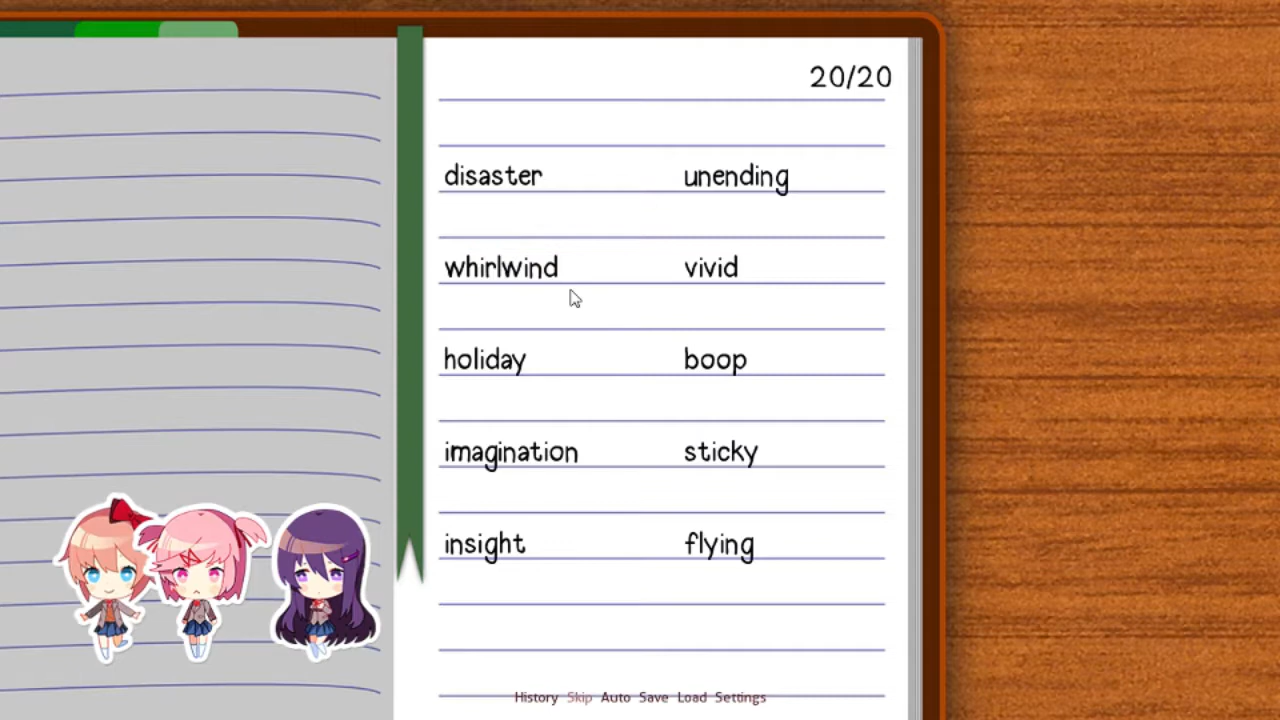 20/20
disaster unending
whirlwind vivid
holiday boop
imagination sticky
insight flying
History Skip Auto Save Load Settings